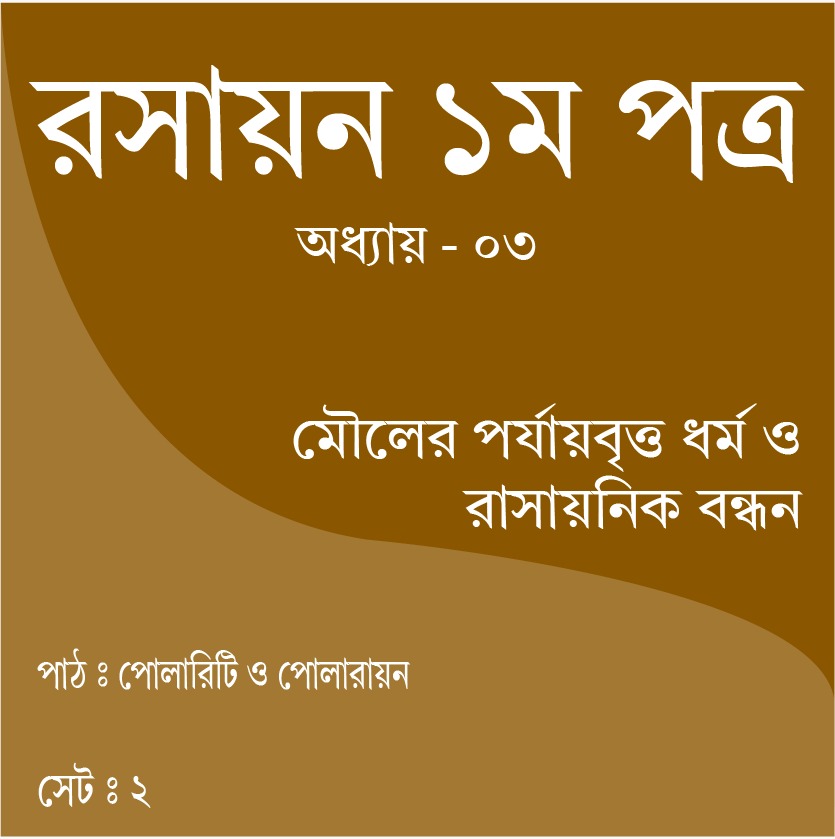 রসায়ন ১ম পত্র
অধ্যায় - ০৩
মৌলের পর্যায়বৃত্ত ধর্ম ও
রাসায়নিক বন্ধন
পাঠ ঃ পোলারিটি ও পোলারায়ন
সেট ঃ ২